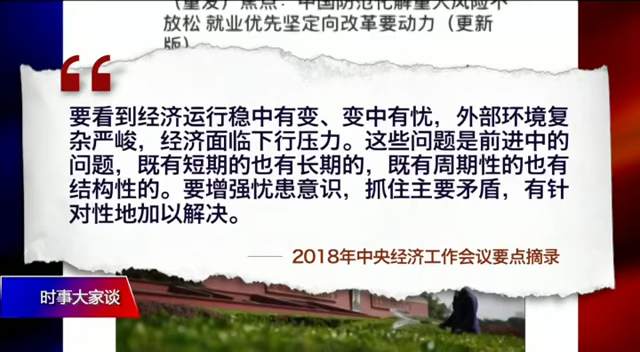 （重发）焦点：中国防范化解重大风险不
放松 就业优先坚定向改革要动力（更新
版）
要看到经济运行稳中有变、变中有忧，外部环境复
杂严峻，经济面临下行压力。这些问题是前进中的
问题，既有短期的也有长期的，既有周期性的也有
结构性的。要增强忧患意识，抓住主要矛盾，有针
对性地加以解决。
—— 2018年中央经济工作会议要点摘录
时事大家谈